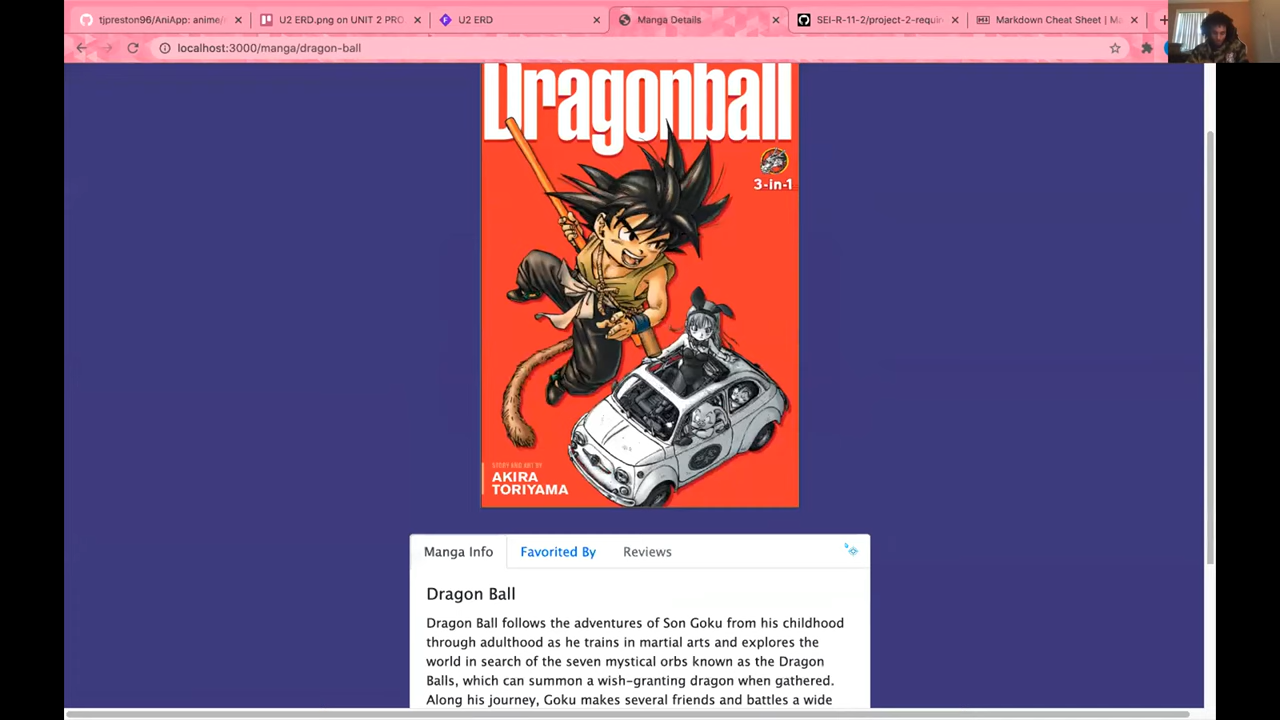 tjpreston96/AniApp: anime/
U2 ERD.png on UNIT 2 PRO
U2 ERD
Manga Details
SEI-R-11-2/project-2-requir
Markdown Cheat Sheet | Ma
localhost:3000/manga/dragon-ball
Dragonball
3-in-1
STORY AND ART BY
AKIRA
TORIYAMA
Manga Info
Favorited By
Reviews
Dragon Ball
Dragon Ball follows the adventures of Son Goku from his childhood
through adulthood as he trains in martial arts and explores the
world in search of the seven mystical orbs known as the Dragon
Balls, which can summon a wish-granting dragon when gathered.
Along his journey, Goku makes several friends and battles a wide